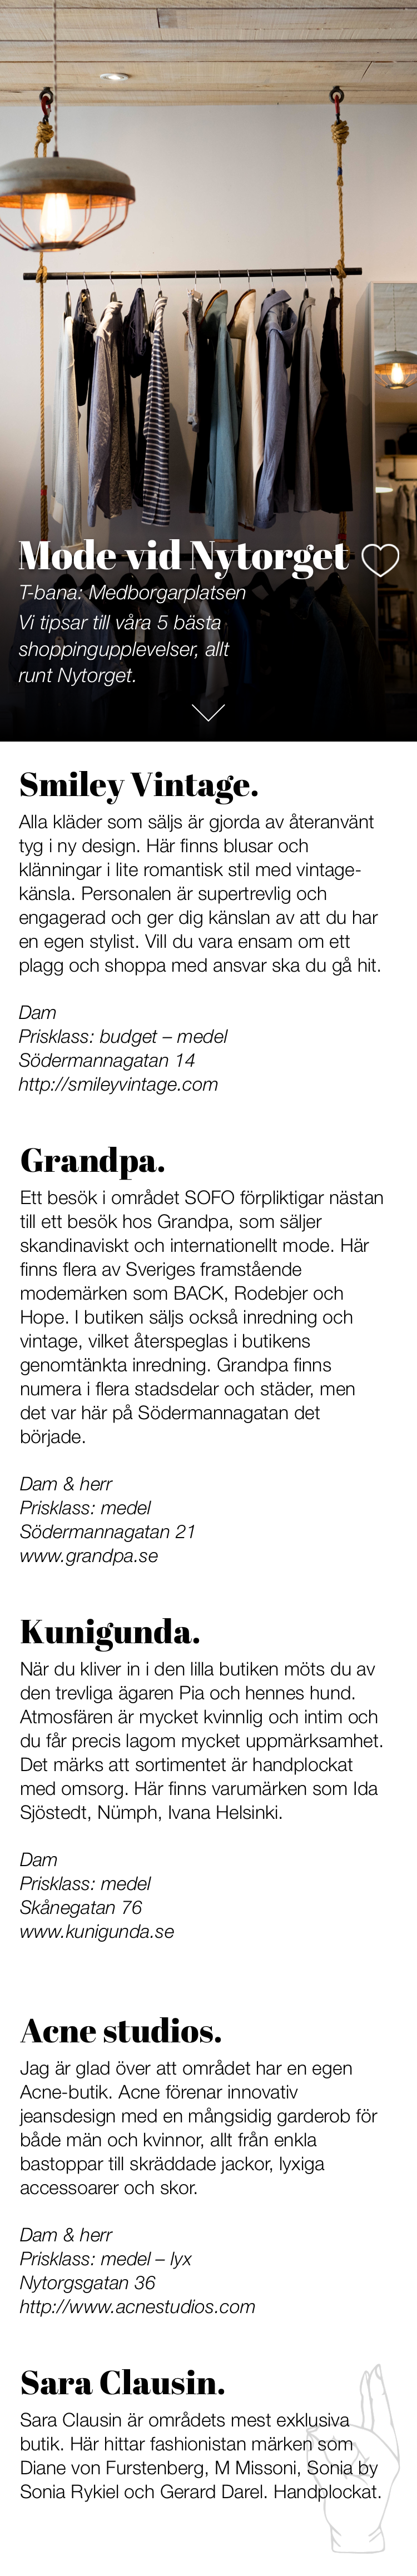 Mode vid Nytorget
T-bana: Medborgarplatsen
Vi tipsar till våra 5 bästa
shoppingupplevelser, allt
runt Nytorget.
Smiley Vintage.
Alla kläder som säljs är gjorda av återanvänt
tyg i ny design. Här finns blusar och
klänningar i lite romantisk stil med vintage-
känsla. Personalen är supertrevlig och
engagerad och ger dig känslan av att du har
en egen stylist. Vill du vara ensam om ett
plagg och shoppa med ansvar ska du gå hit.
Dam
Prisklass: budget – medel
Södermannagatan 14
http://smileyvintage.com
Grandpa.
Ett besök i området SOFO förpliktigar nästan
till ett besök hos Grandpa, som säljer
skandinaviskt och internationellt mode. Här
finns flera av Sveriges framstående
modemärken som BACK, Rodebjer och
Hope. I butiken säljs också inredning och
vintage, vilket återspeglas i butikens
genomtänkta inredning. Grandpa finns
numera i flera stadsdelar och städer, men
det var här på Södermannagatan det
började.
Dam & herr
Prisklass: medel
Södermannagatan 21
www.grandpa.se
Kunigunda.
När du kliver in i den lilla butiken möts du av
den trevliga ägaren Pia och hennes hund.
Atmosfären är mycket kvinnlig och intim och
du får precis lagom mycket uppmärksamhet.
Det märks att sortimentet är handplockat
med omsorg. Här finns varumärken som Ida
Sjöstedt, Nümph, Ivana Helsinki.
Dam
Prisklass: medel
Skånegatan 76
www.kunigunda.se
Acne studios.
Jag är glad över att området har en egen
Acne-butik. Acne förenar innovativ
jeansdesign med en mångsidig garderob för
både män och kvinnor, allt från enkla
bastoppar till skräddade jackor, lyxiga
accessoarer och skor.
Dam & herr
Prisklass: medel – lyx
Nytorgsgatan 36
http://www.acnestudios.com
Sara Clausin.
Sara Clausin är områdets mest exklusiva
butik. Här hittar fashionistan märken som
Diane von Furstenberg, M Missoni, Sonia by
Sonia Rykiel och Gerard Darel. Handplockat.